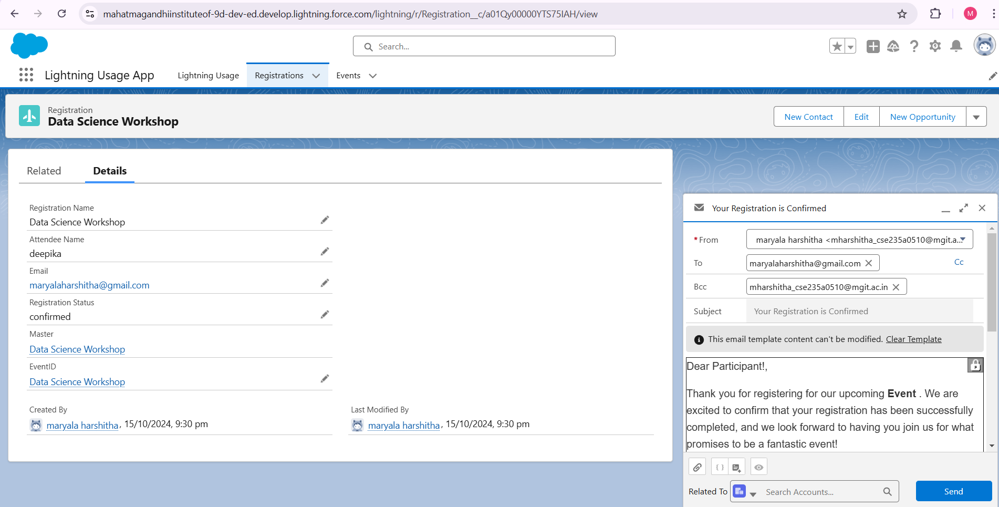 mahatmagandhiinstituteof-9d-dev-ed.develop.lightning.force.com/lightning/r/Registration__c/a01Qy00000YTS75IAH/view
M
Search...
Lightning Usage App
Lightning Usage
Registrations
Events
Registration
Data Science Workshop
New Contact
Edit
New Opportunity
Related
Details
Registration Name
Data Science Workshop
Attendee Name
deepika
Email
maryalaharshitha@gmail.com
Registration Status
confirmed
Master
Data Science Workshop
EventID
Data Science Workshop
Created By
maryala harshitha, 15/10/2024, 9:30 pm
Last Modified By
maryala harshitha, 15/10/2024, 9:30 pm
Your Registration is Confirmed
*From
maryala harshitha <mharshitha_cse235a0510@mgit.a...
To
maryalaharshitha@gmail.com
Cc
Bcc
mharshitha_cse235a0510@mgit.ac.in
Subject
Your Registration is Confirmed
This email template content can't be modified. Clear Template
Dear Participant!,
Thank you for registering for our upcoming Event . We are
excited to confirm that your registration has been successfully
completed, and we look forward to having you join us for what
promises to be a fantastic event!
Related To
Search Accounts...
Send